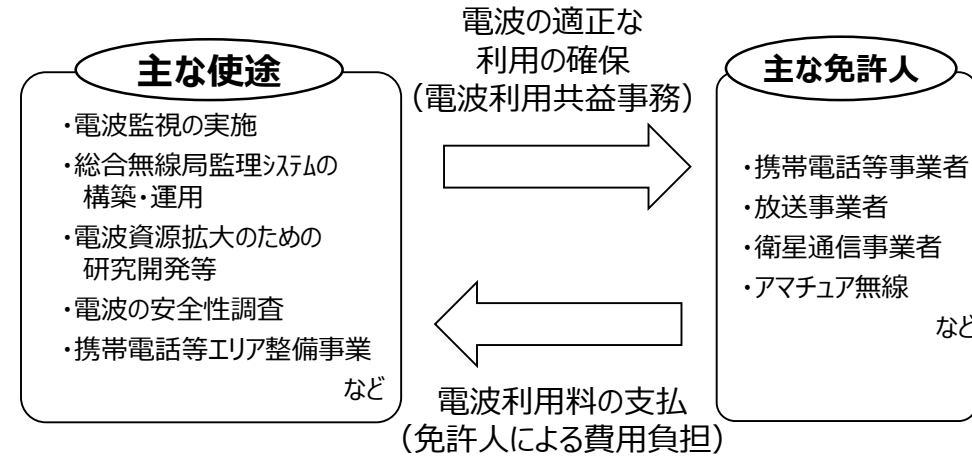 電波の適正な
利用の確保
（電波利用共益事務）
主な使途
・電波監視の実施
・総合無線局監理ｼｽﾃﾑの
構築・運用
・電波資源拡大のための
研究開発等
・電波の安全性調査
・携帯電話等ｴﾘｱ整備事業
など
主な免許人
・携帯電話等事業者
・放送事業者
・衛星通信事業者
・アマチュア無線
など
電波利用料の支払
（免許人による費用負担）